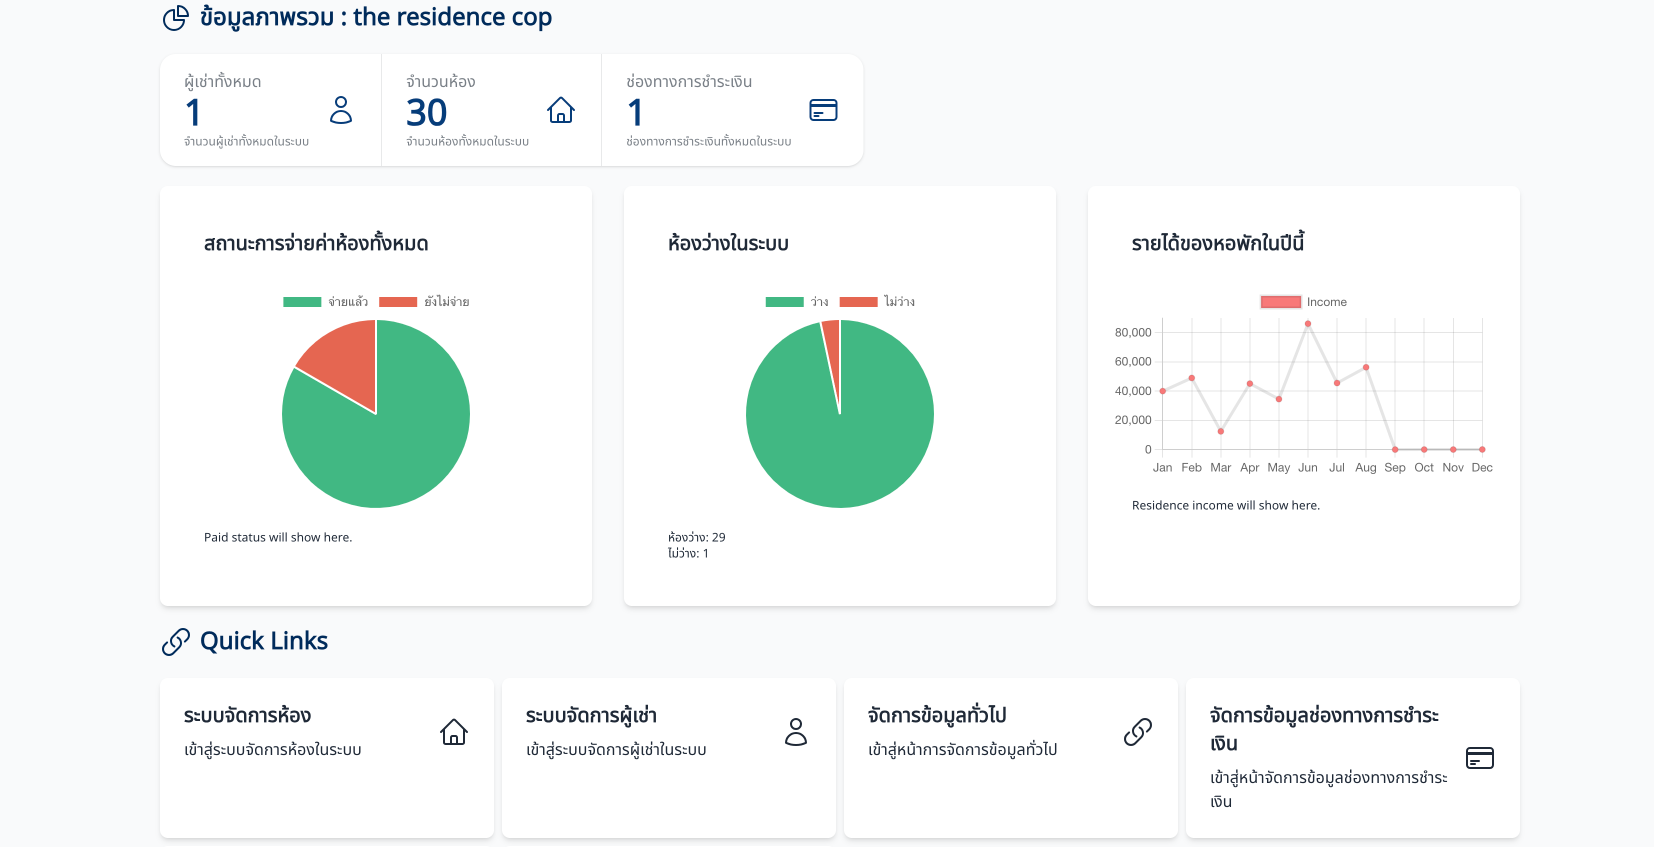 ข้อมูลภาพรวม : the residence cop
ผู้เช่าทั้งหมด
1
จำนวนผู้เช่าทั้งหมดในระบบ
จำนวนห้อง
30
จำนวนห้องทั้งหมดในระบบ
ช่องทางการชำระเงิน
1
ช่องทางการชำระเงินทั้งหมดในระบบ
สถานะการจ่ายค่าห้องทั้งหมด
จ่ายแล้ว ยังไม่จ่าย
Paid status will show here.
ห้องว่างในระบบ
ว่าง ไม่ว่าง
ห้องว่าง: 29
ไม่ว่าง: 1
รายได้ของหอพักในปีนี้
Income
80,000
60,000
40,000
20,000
0
Jan Feb Mar Apr May Jun Jul Aug Sep Oct Nov Dec
Residence income will show here.
Quick Links
ระบบจัดการห้อง
เข้าสู่ระบบจัดการห้องในระบบ
ระบบจัดการผู้เช่า
เข้าสู่ระบบจัดการผู้เช่าในระบบ
จัดการข้อมูลทั่วไป
เข้าสู่หน้าการจัดการข้อมูลทั่วไป
จัดการข้อมูลช่องทางการชำระ
เงิน
เข้าสู่หน้าจัดการข้อมูลช่องทางการชำระ
เงิน